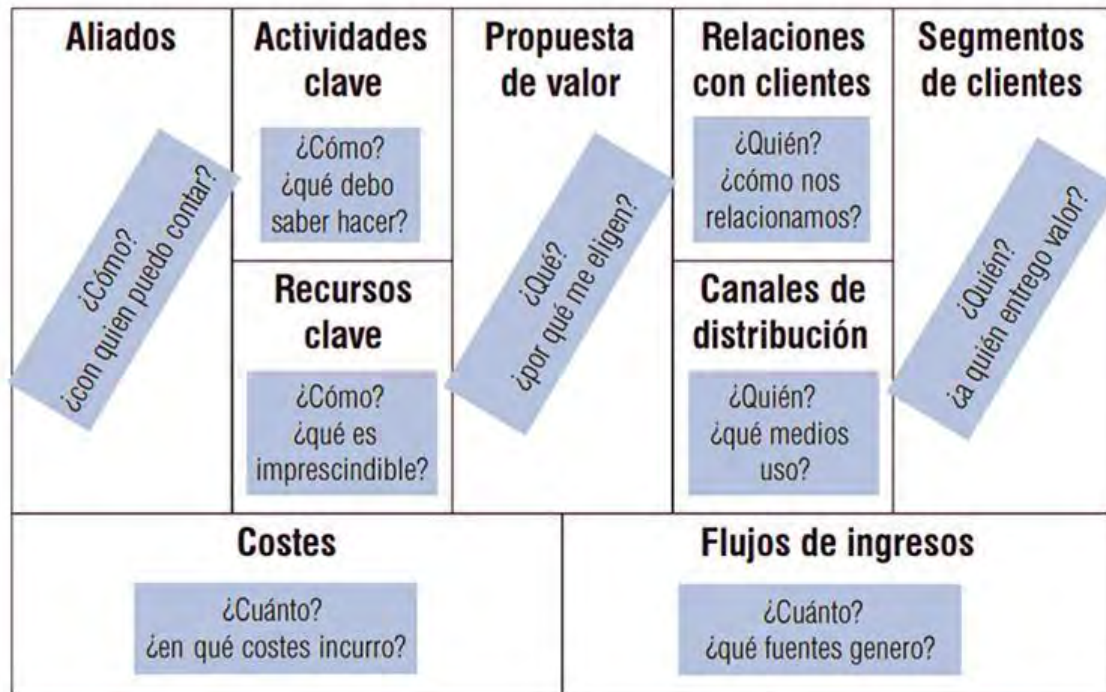 Aliados
¿Cómo?
¿con quien puedo contar?
Actividades
clave
¿Cómo?
¿qué debo
saber hacer?
Recursos
clave
¿Cómo?
¿qué es
imprescindible?
Propuesta
de valor
¿Qué?
¿por qué me eligen?
Relaciones
con clientes
¿Quién?
¿cómo nos
relacionamos?
Canales de
distribución
¿Quién?
¿qué medios
uso?
Segmentos
de clientes
¿Quién?
¿a quién entrego valor?
Costes
¿Cuánto?
¿en qué costes incurro?
Flujos de ingresos
¿Cuánto?
¿qué fuentes genero?